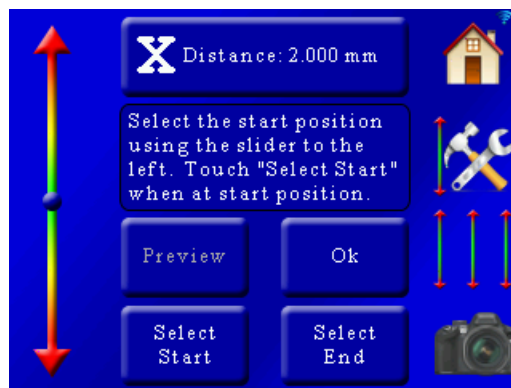 X Distance: 2.000 mm
Select the start position
using the slider to the
left. Touch "Select Start"
when at start position.
Preview
Ok
Select
Start
Select
End